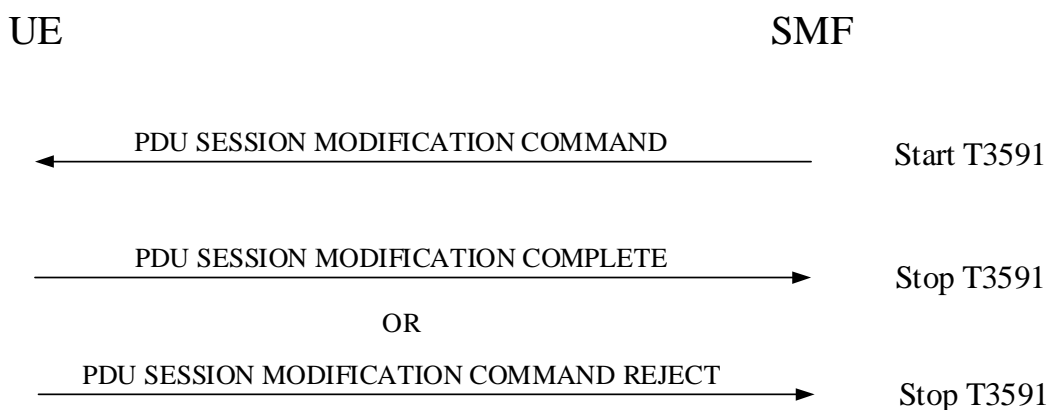 UE SMF
PDU SESSION MODIFICATION COMMAND Start T3591
PDU SESSION MODIFICATION COMPLETE Stop T3591
OR
PDU SESSION MODIFICATION COMMAND REJECT Stop T3591